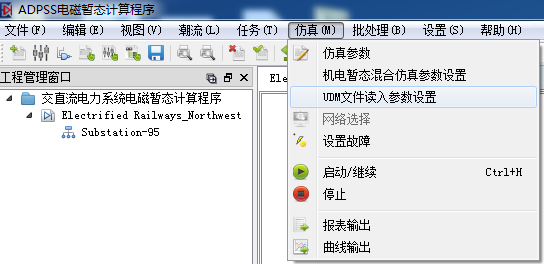 ADPSS电磁暂态计算程序
文件(F) 编辑(E) 视图(V) 潮流(L) 任务(T) 仿真(M) 批处理(B) 设置(S) 帮助(H)
工程管理窗口
交直流电力系统电磁暂态计算程序
Electrified Railways_Northwest
Substation-95
Ele
仿真参数
机电暂态混合仿真参数设置
UDM文件读入参数设置
网络选择
设置故障
启动/继续 Ctrl+H
停止
报表输出
曲线输出